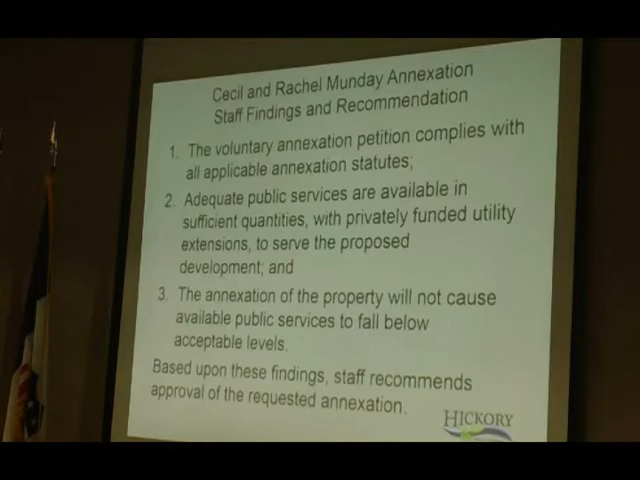 Cecil and Rachel Munday Annexation
Staff Findings and Recommendation
1. The voluntary annexation petition complies with
all applicable annexation statutes;
2. Adequate public services are available in
sufficient quantities, with privately funded utility
extensions, to serve the proposed
development; and
3. The annexation of the property will not cause
available public services to fall below
acceptable levels.
Based upon these findings, staff recommends
approval of the requested annexation.
HICKORY